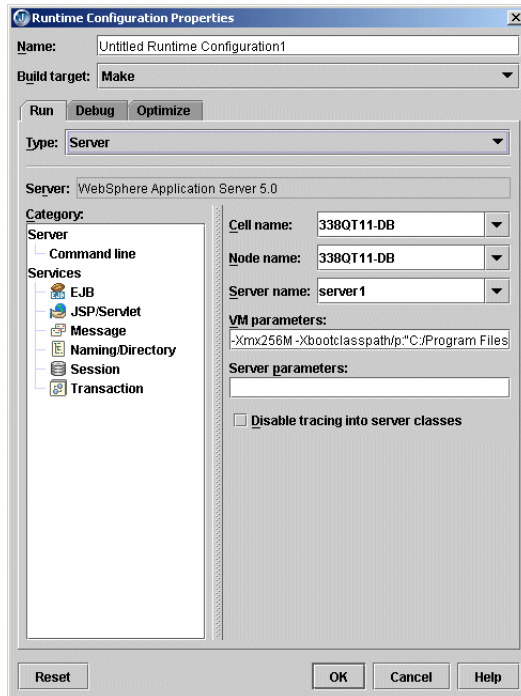 Runtime Configuration Properties
Name: Untitled Runtime Configuration1
Build target: Make
Run Debug Optimize
Type: Server
Server: WebSphere Application Server 5.0
Category:
Server
Command line
Services
EJB
JSP/Servlet
Message
Naming/Directory
Session
Transaction
Cell name: 338QT11-DB
Node name: 338QT11-DB
Server name: server1
VM parameters:
-Xmx256M -Xbootclasspath/p:"C:/Program Files
Server parameters:
Disable tracing into server classes
Reset OK Cancel Help